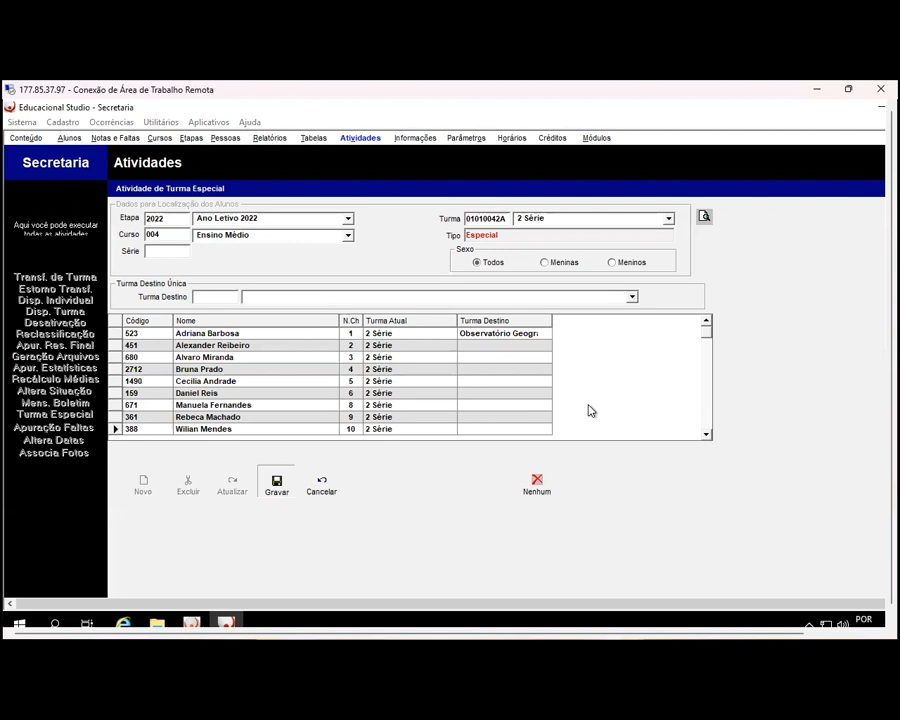 177.85.37.97 - Conexão de Área de Trabalho Remota
Educacional Studio - Secretaria
Sistema Cadastro Ocorrências Utilitários Aplicativos Ajuda
Conteúdo Alunos Notas e Faltas Cursos Etapas Pessoas Relatórios Tabelas Atividades Informações Parametrős Horários Créditos Módulos
Secretaria Atividades
Atividade de Turma Especial
Dados para Localização dos Alunos
Aqui você pode executar
todas as atividades
Etapa 2022 Ano Letivo 2022 Turma 01010042A 2 Série
Curso 004 Ensino Médio Tipo Especial
Série
Sexo
Todos Meninas Meninos
Turma Destino Única
Turma Destino
Transf. de Turma
Estorno Transf.
Disp. Individual
Disp. Turma
Desativação
Reclassificação
Apur. Res. Final
Geração Arquivos
Apur. Estatísticas
Recálculo Médias
Altera Situação
Mens. Boletim
Turma Especial
Apuração Faltas
Altera Datas
Associa Fotos
Código Nome N.Ch Turma Atual Turma Destino
523 Adriana Barbosa 1 2 Série Observatório Geogra
451 Alexander Reibeiro 2 2 Série
680 Alvaro Miranda 3 2 Série
2712 Bruna Prado 4 2 Série
1490 Cecilia Andrade 5 2 Série
159 Daniel Reis 6 2 Série
671 Manuela Fernandes 8 2 Série
361 Rebeca Machado 9 2 Série
388 Wilian Mendes 10 2 Série
Novo Excluir Atualizar Gravar Cancelar Nenhum
POR